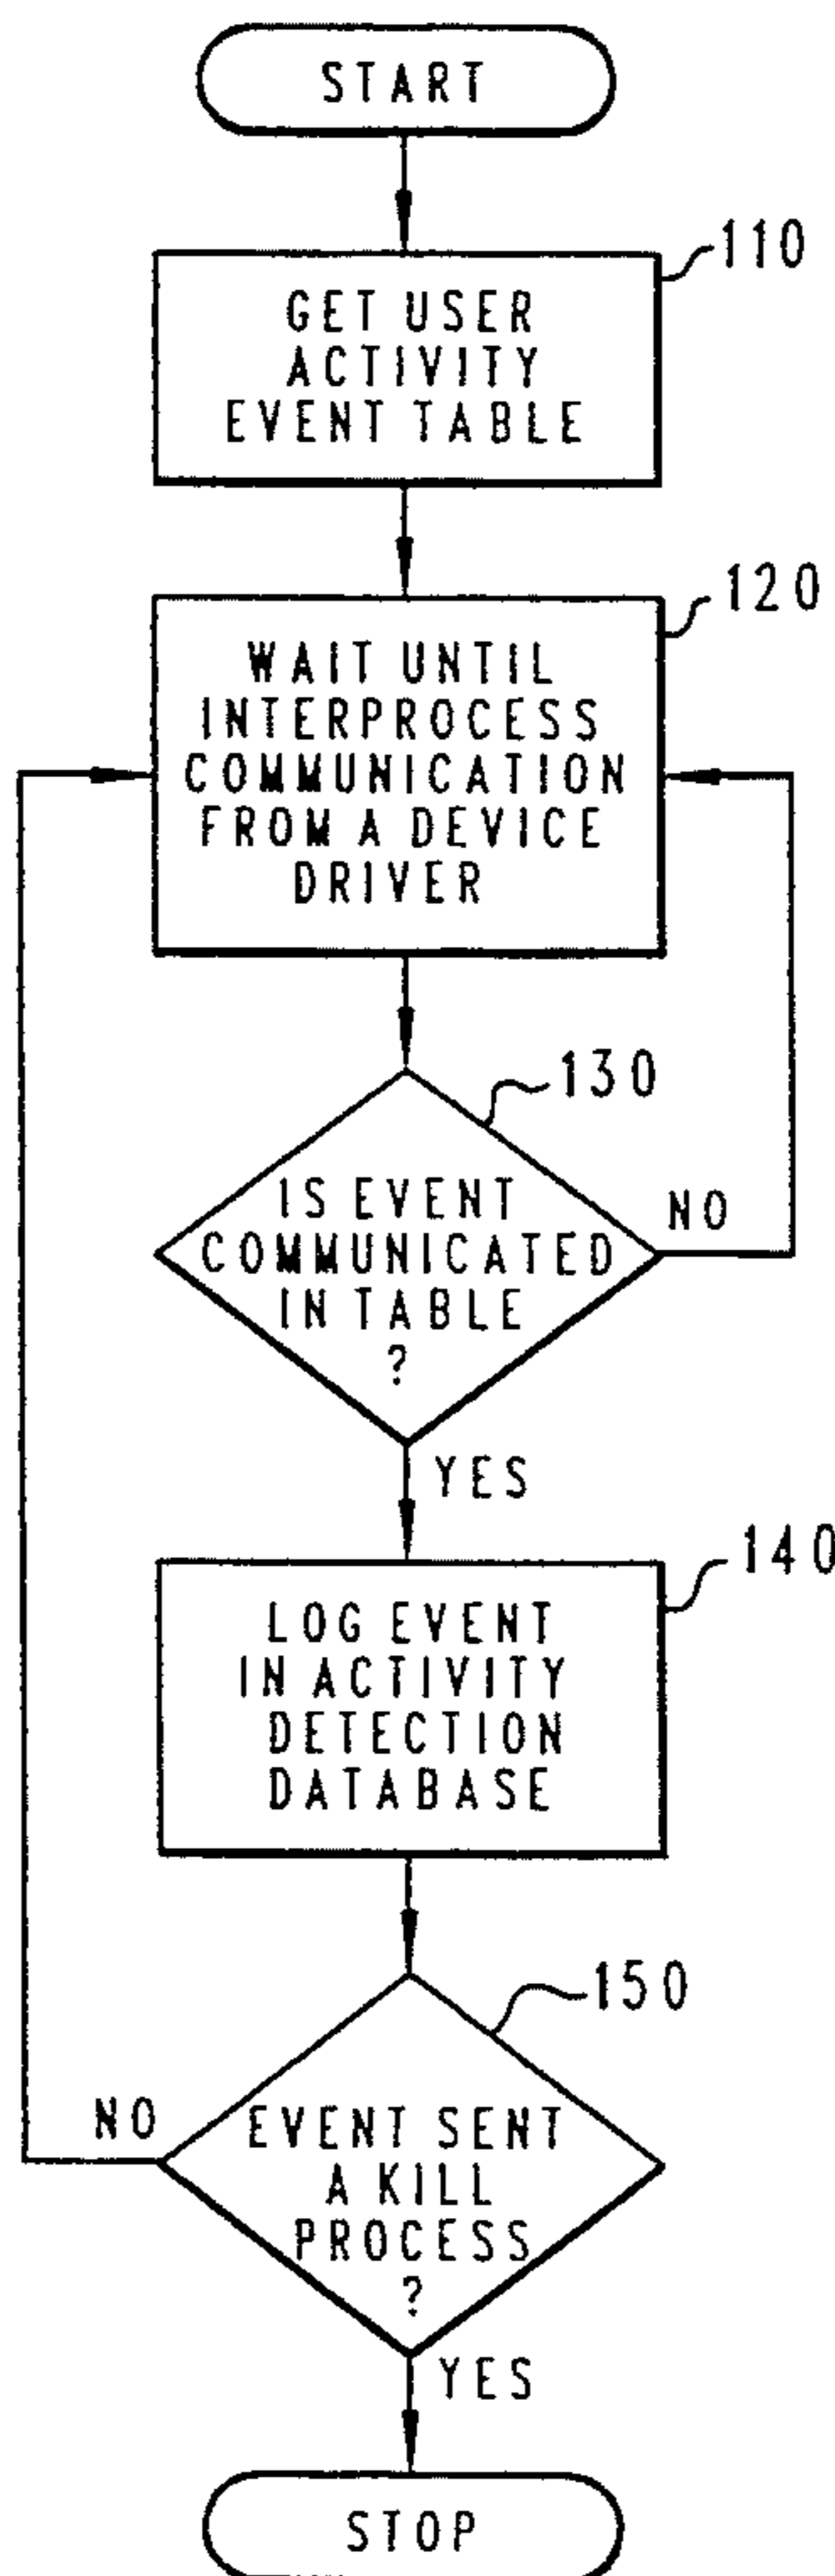 START
110
GET USER
ACTIVITY
EVENT TABLE
120
WAIT UNTIL
INTERPROCESS
COMMUNICATION
FROM A DEVICE
DRIVER
130
IS EVENT
COMMUNICATED
IN TABLE
?
NO
YES
140
LOG EVENT
IN ACTIVITY
DETECTION
DATABASE
150
EVENT SENT
A KILL
PROCESS
?
NO
YES
STOP